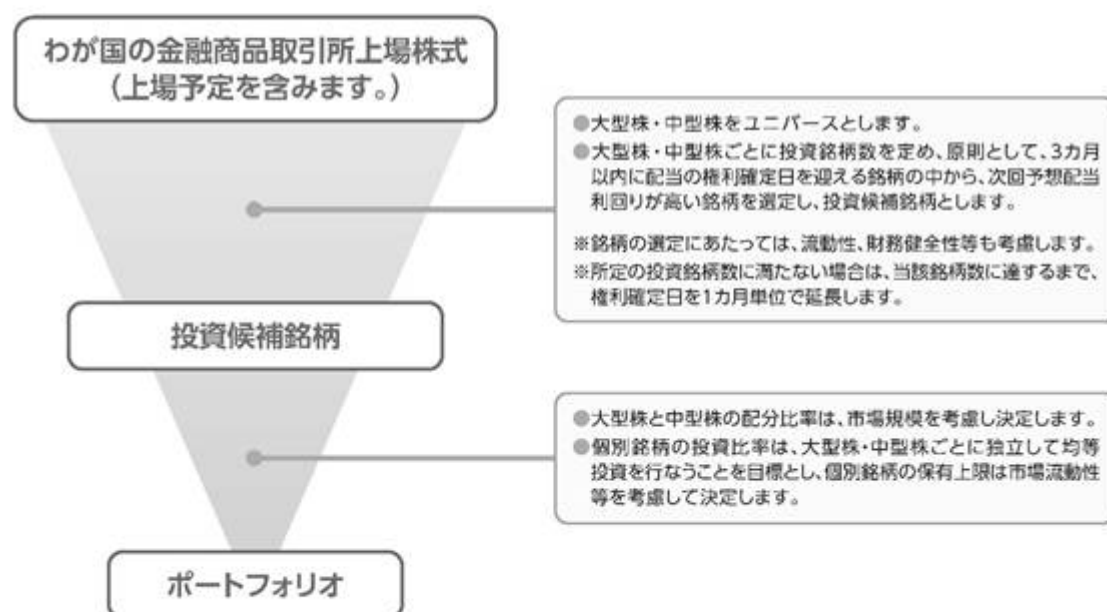 わが国の金融商品取引所上場株式
(上場予定を含みます。)
●大型株・中型株をユニバースとします。
●大型株・中型株ごとに投資銘柄数を定め、原則として、3カ月
以内に配当の権利確定日を迎える銘柄の中から、次回予想配当
利回りが高い銘柄を選定し、投資候補銘柄とします。
※銘柄の選定にあたっては、流動性、財務健全性等も考慮します。
※所定の投資銘柄数に満たない場合は、当該銘柄数に達するまで、
権利確定日を1カ月単位で延長します。
投資候補銘柄
●大型株と中型株の配分比率は、市場規模を考慮し決定します。
●個別銘柄の投資比率は、大型株・中型株ごとに独立して均等
投資を行なうことを目標とし、個別銘柄の保有上限は市場流動性
等を考慮して決定します。
ポートフォリオ